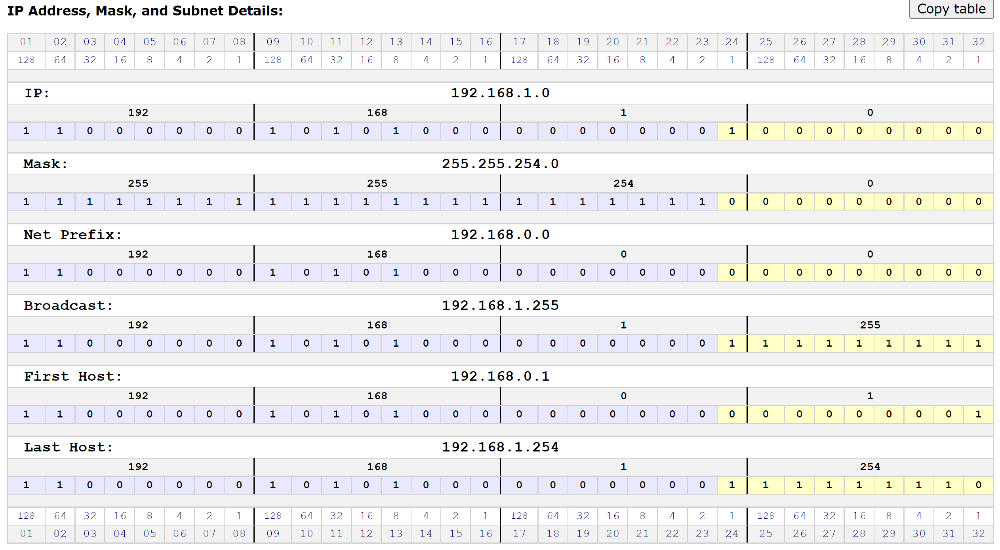 IP Address, Mask, and Subnet Details:
Copy table
01 02 03 04 05 06 07 08 09 10 11 12 13 14 15 16 17 18 19 20 21 22 23 24 25 26 27 28 29 30 31 32
128 64 32 16 8 4 2 1 128 64 32 16 8 4 2 1 128 64 32 16 8 4 2 1 128 64 32 16 8 4 2 1
IP: 192.168.1.0
192 168 1 0
1 1 0 0 0 0 0 0 1 0 1 0 1 0 0 0 0 0 0 0 0 0 0 1 0 0 0 0 0 0 0 0
Mask: 255.255.254.0
255 255 254 0
1 1 1 1 1 1 1 1 1 1 1 1 1 1 1 1 1 1 1 1 1 1 1 0 0 0 0 0 0 0 0 0
Net Prefix: 192.168.0.0
192 168 0 0
1 1 0 0 0 0 0 0 1 0 1 0 1 0 0 0 0 0 0 0 0 0 0 0 0 0 0 0 0 0 0 0
Broadcast: 192.168.1.255
192 168 1 255
1 1 0 0 0 0 0 0 1 0 1 0 1 0 0 0 0 0 0 0 0 0 0 1 1 1 1 1 1 1 1 1
First Host: 192.168.0.1
192 168 0 1
1 1 0 0 0 0 0 0 1 0 1 0 1 0 0 0 0 0 0 0 0 0 0 0 0 0 0 0 0 0 0 1
Last Host: 192.168.1.254
192 168 1 254
1 1 0 0 0 0 0 0 1 0 1 0 1 0 0 0 0 0 0 0 0 0 0 1 1 1 1 1 1 1 1 0
128 64 32 16 8 4 2 1 128 64 32 16 8 4 2 1 128 64 32 16 8 4 2 1 128 64 32 16 8 4 2 1
01 02 03 04 05 06 07 08 09 10 11 12 13 14 15 16 17 18 19 20 21 22 23 24 25 26 27 28 29 30 31 32